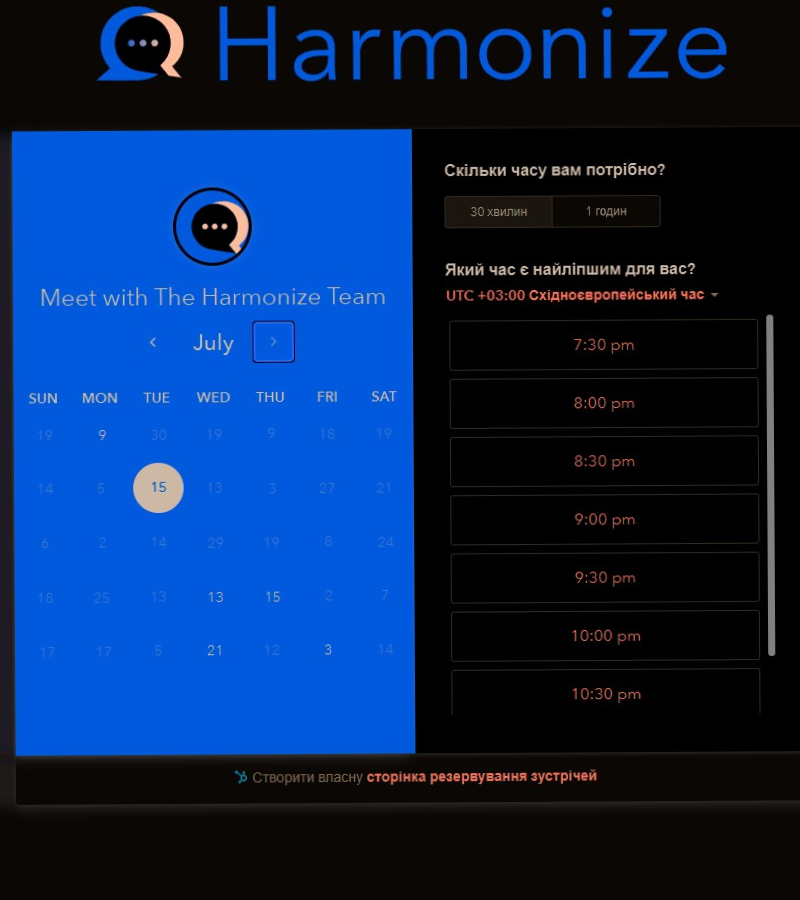 Harmonize
Meet with The Harmonize Team
July
SUN MON TUE WED THU FRI SAT
19 9 30 19 9 18 19
14 5 15 13 3 27 21
6 2 14 29 19 8 24
18 25 13 13 15 2 7
17 17 5 21 12 3 14
Скільки часу вам потрібно?
30 хвилин 1 годин
Який час є найліпшим для вас?
UTC +03:00 Східноєвропейський час
7:30 pm
8:00 pm
8:30 pm
9:00 pm
9:30 pm
10:00 pm
10:30 pm
Створити власну сторінка резервування зустрічей